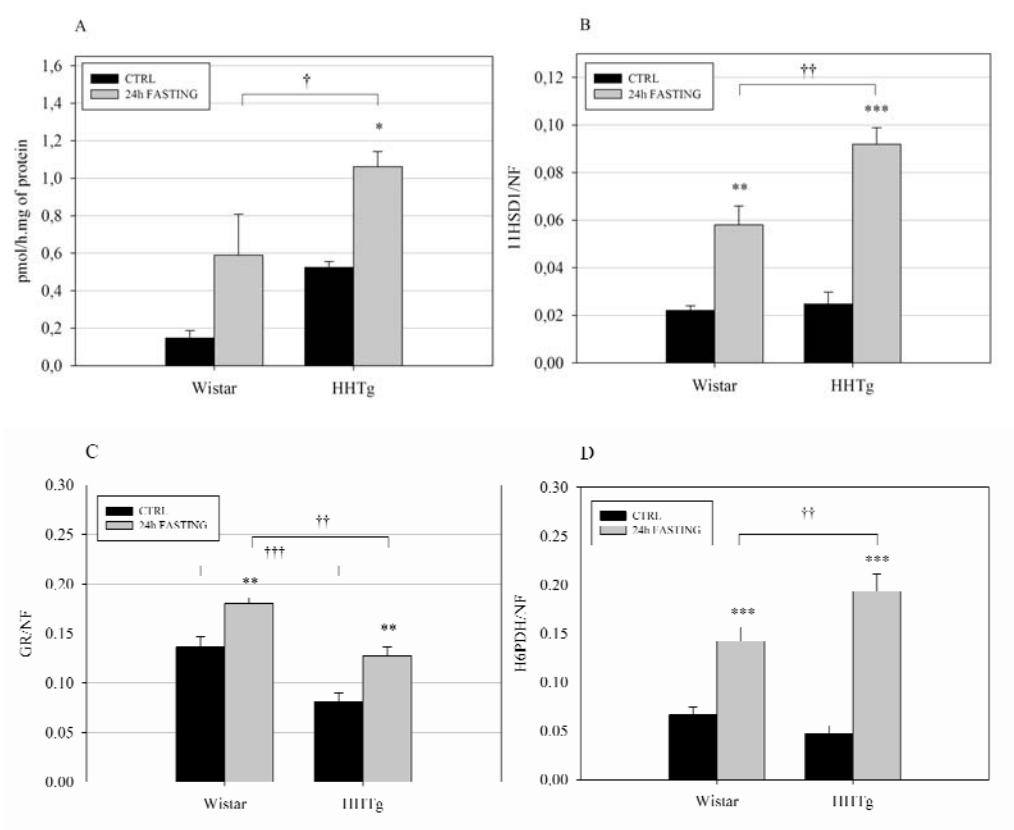 A
pmol/h.mg of protein
1,6
1,4
1,2
1,0
0,8
0,6
0,4
0,2
0,0
CTRL
24h FASTING
†
*
Wistar
HHTg
B
11HSD1/NF
0,12
0,10
0,08
0,06
0,04
0,02
0,00
CTRL
24h FASTING
††
**
***
Wistar
HHTg
C
GR/NF
0.30
0.25
0,20
0.15
0.10
0.05
0.00
CTRL
24h FASTING
††
†††
**
**
Wistar
HHTg
D
H6PDH/NF
0.30
0.25
0.20
0.15
0.10
0.05
0,00
CTRL
24h FASTING
††
***
***
Wistar
HHTg